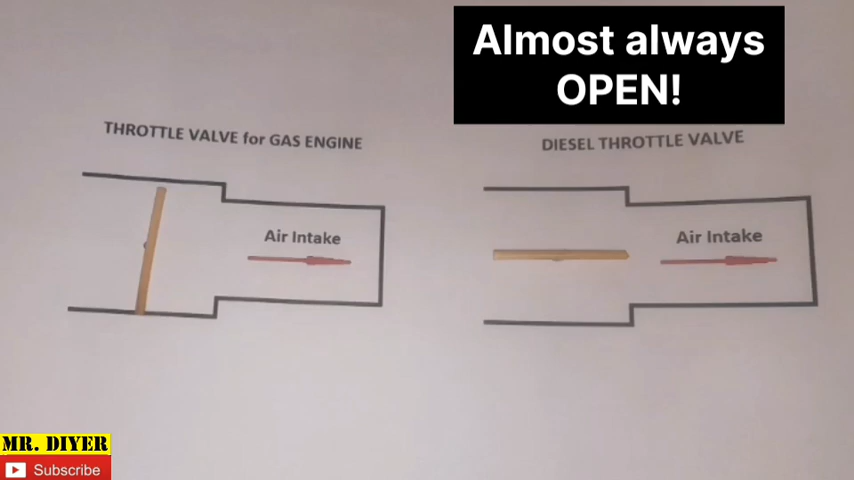 Almost always
OPEN!
THROTTLE VALVE for GAS ENGINE
DIESEL THROTTLE VALVE
Air Intake
Air Intake
MR. DIYER
Subscribe